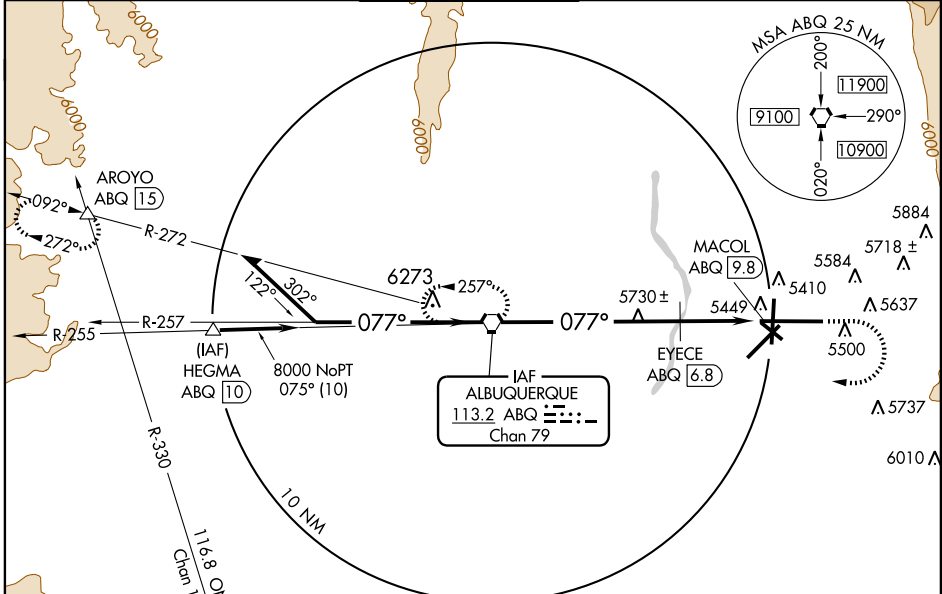 6000
6000
6000
MSA ABQ 25 NM
200°
11900
9100
290°
10900
020°
AROYO
ABQ 15
092°
272°
R-272
122°
302°
6273
257°
MACOL
ABQ 9.8
5884
5718 ±
5584
5410
5730 ±
5449
5637
R-257
R-255
077°
077°
5500
(IAF)
HEGMA
ABQ 10
8000 NoPT
075° (10)
EYECE
ABQ 6.8
IAF
ALBUQUERQUE
113.2 ABQ
Chan 79
5737
6010
R-330
10 NM
116.8
Chan